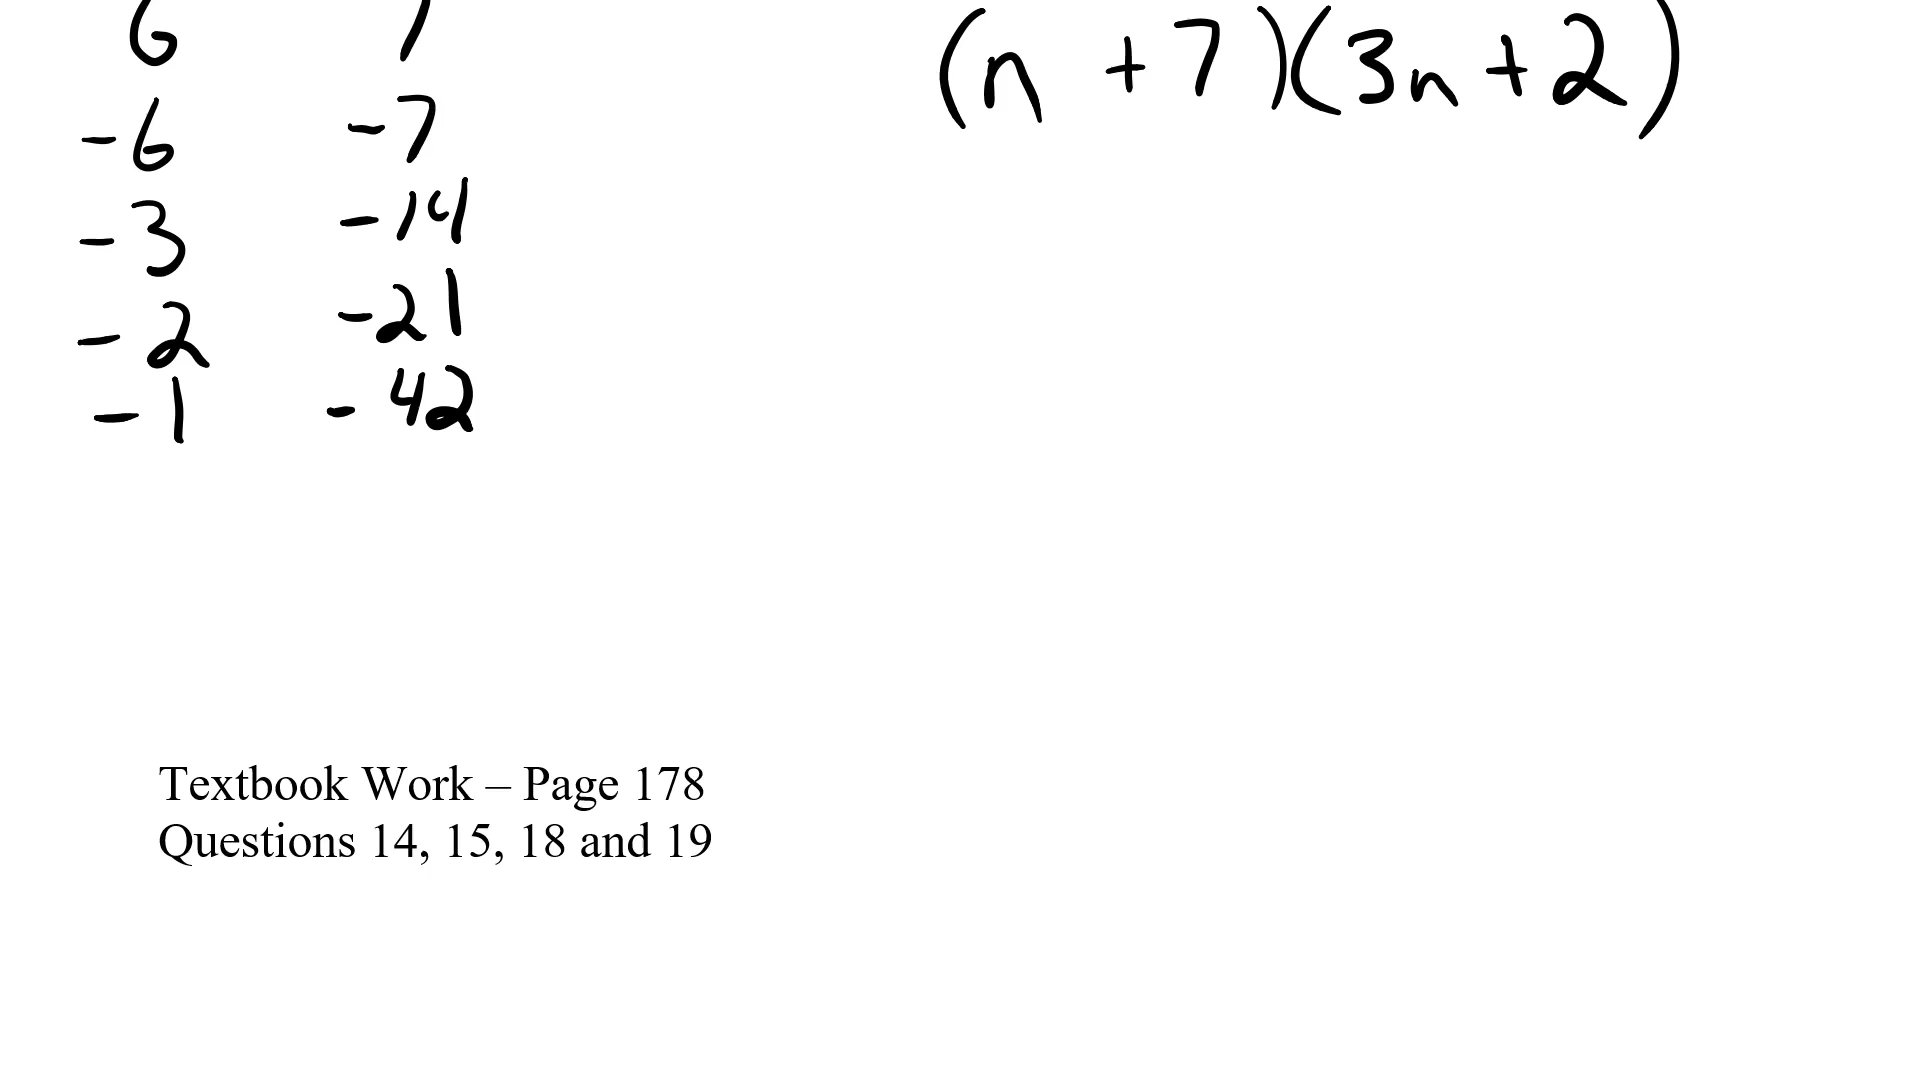 6 7 (n + 7)(3n + 2)
-6 -7
-3 -14
-2 -21
-1 -42
Textbook Work – Page 178
Questions 14, 15, 18 and 19